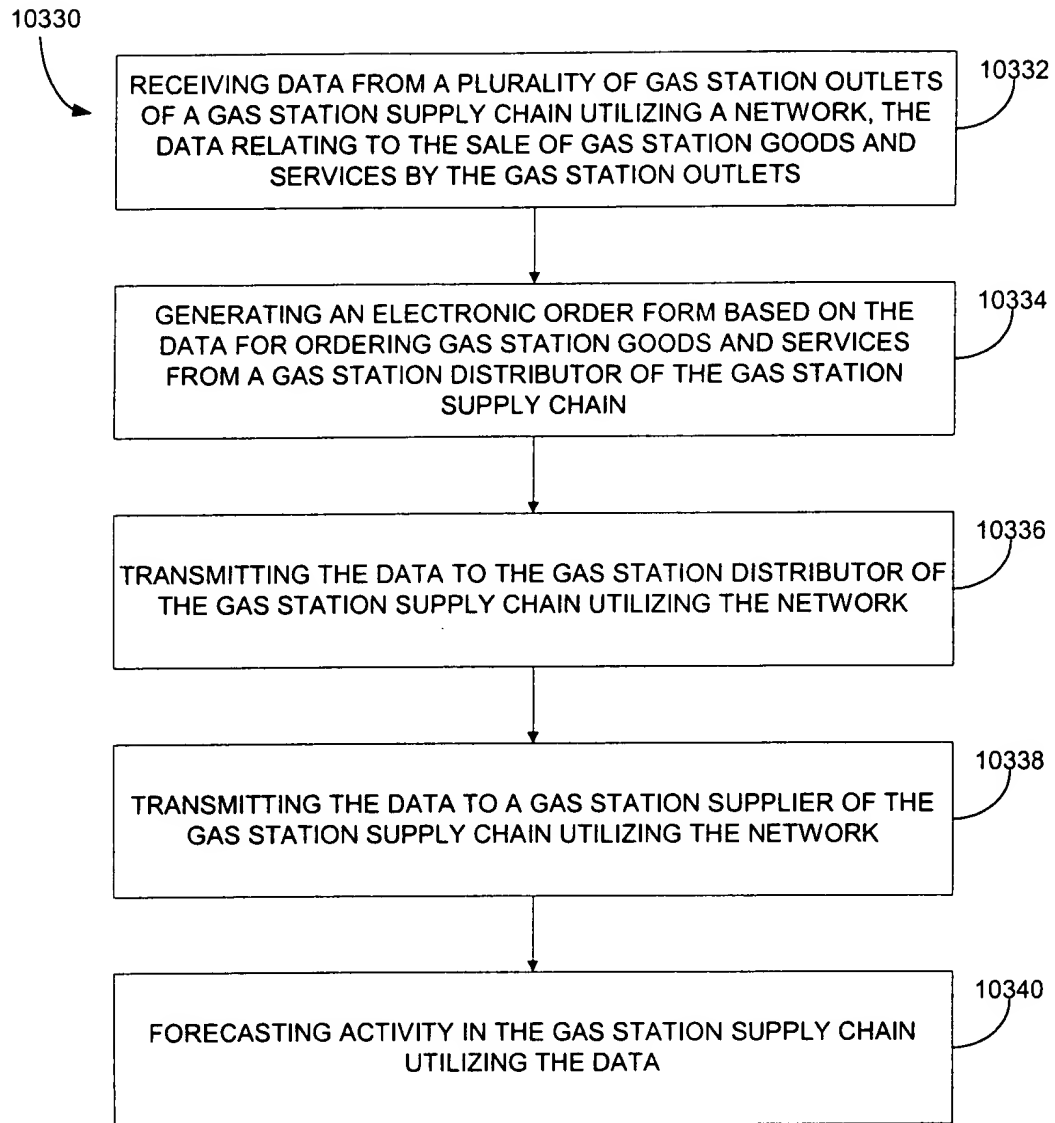 10330
RECEIVING DATA FROM A PLURALITY OF GAS STATION OUTLETS
OF A GAS STATION SUPPLY CHAIN UTILIZING A NETWORK, THE
DATA RELATING TO THE SALE OF GAS STATION GOODS AND
SERVICES BY THE GAS STATION OUTLETS
10332
GENERATING AN ELECTRONIC ORDER FORM BASED ON THE
DATA FOR ORDERING GAS STATION GOODS AND SERVICES
FROM A GAS STATION DISTRIBUTOR OF THE GAS STATION
SUPPLY CHAIN
10334
TRANSMITTING THE DATA TO THE GAS STATION DISTRIBUTOR OF
THE GAS STATION SUPPLY CHAIN UTILIZING THE NETWORK
10336
TRANSMITTING THE DATA TO A GAS STATION SUPPLIER OF THE
GAS STATION SUPPLY CHAIN UTILIZING THE NETWORK
10338
FORECASTING ACTIVITY IN THE GAS STATION SUPPLY CHAIN
UTILIZING THE DATA
10340